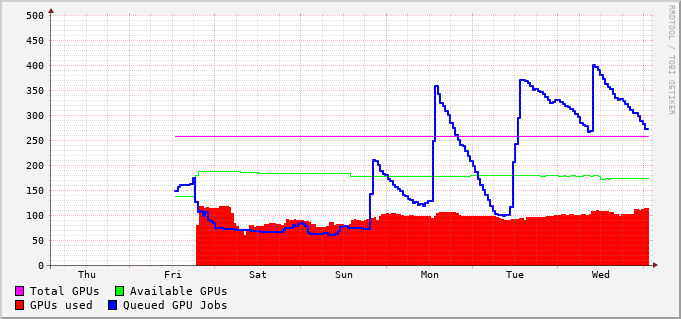 500
450
400
350
300
250
200
150
100
50
0
Thu Fri Sat Sun Mon Tue Wed
Total GPUs Available GPUs
GPUs used Queued GPU Jobs
RRDTOOL / TOBI OETIKER